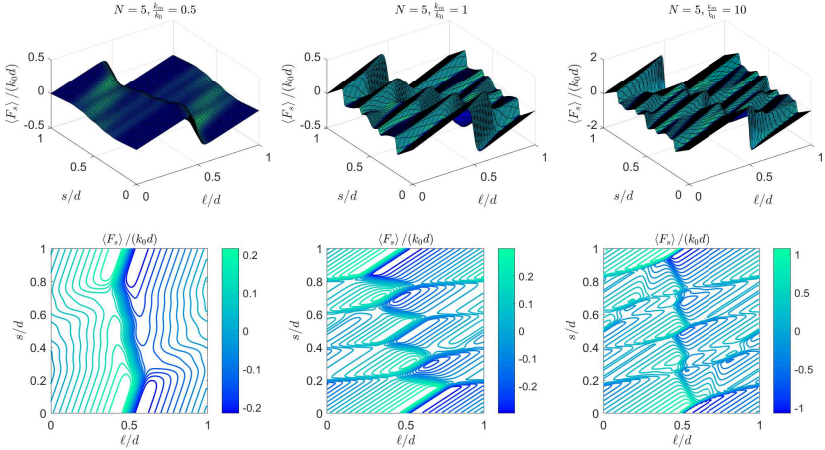 N = 5, k_m/k_0 = 0.5
N = 5, k_m/k_0 = 1
N = 5, k_m/k_0 = 10
⟨F_s⟩ /(k_0d)
0.5
0
-0.5
1
0.5
0
s/d
0
0.5
1
ℓ/d
⟨F_s⟩ /(k_0d)
0.5
0
-0.5
1
0.5
0
s/d
0
0.5
1
ℓ/d
⟨F_s⟩ /(k_0d)
2
0
-2
1
0.5
0
s/d
0
0.5
1
ℓ/d
⟨F_s⟩ /(k_0d)
s/d
1
0.8
0.6
0.4
0.2
0
0 0.5 1
ℓ/d
0.2
0.1
0
-0.1
-0.2
⟨F_s⟩ /(k_0d)
s/d
1
0.8
0.6
0.4
0.2
0
0 0.5 1
ℓ/d
0.2
0.1
0
-0.1
-0.2
⟨F_s⟩ /(k_0d)
s/d
1
0.8
0.6
0.4
0.2
0
0 0.5 1
ℓ/d
1
0.5
0
-0.5
-1